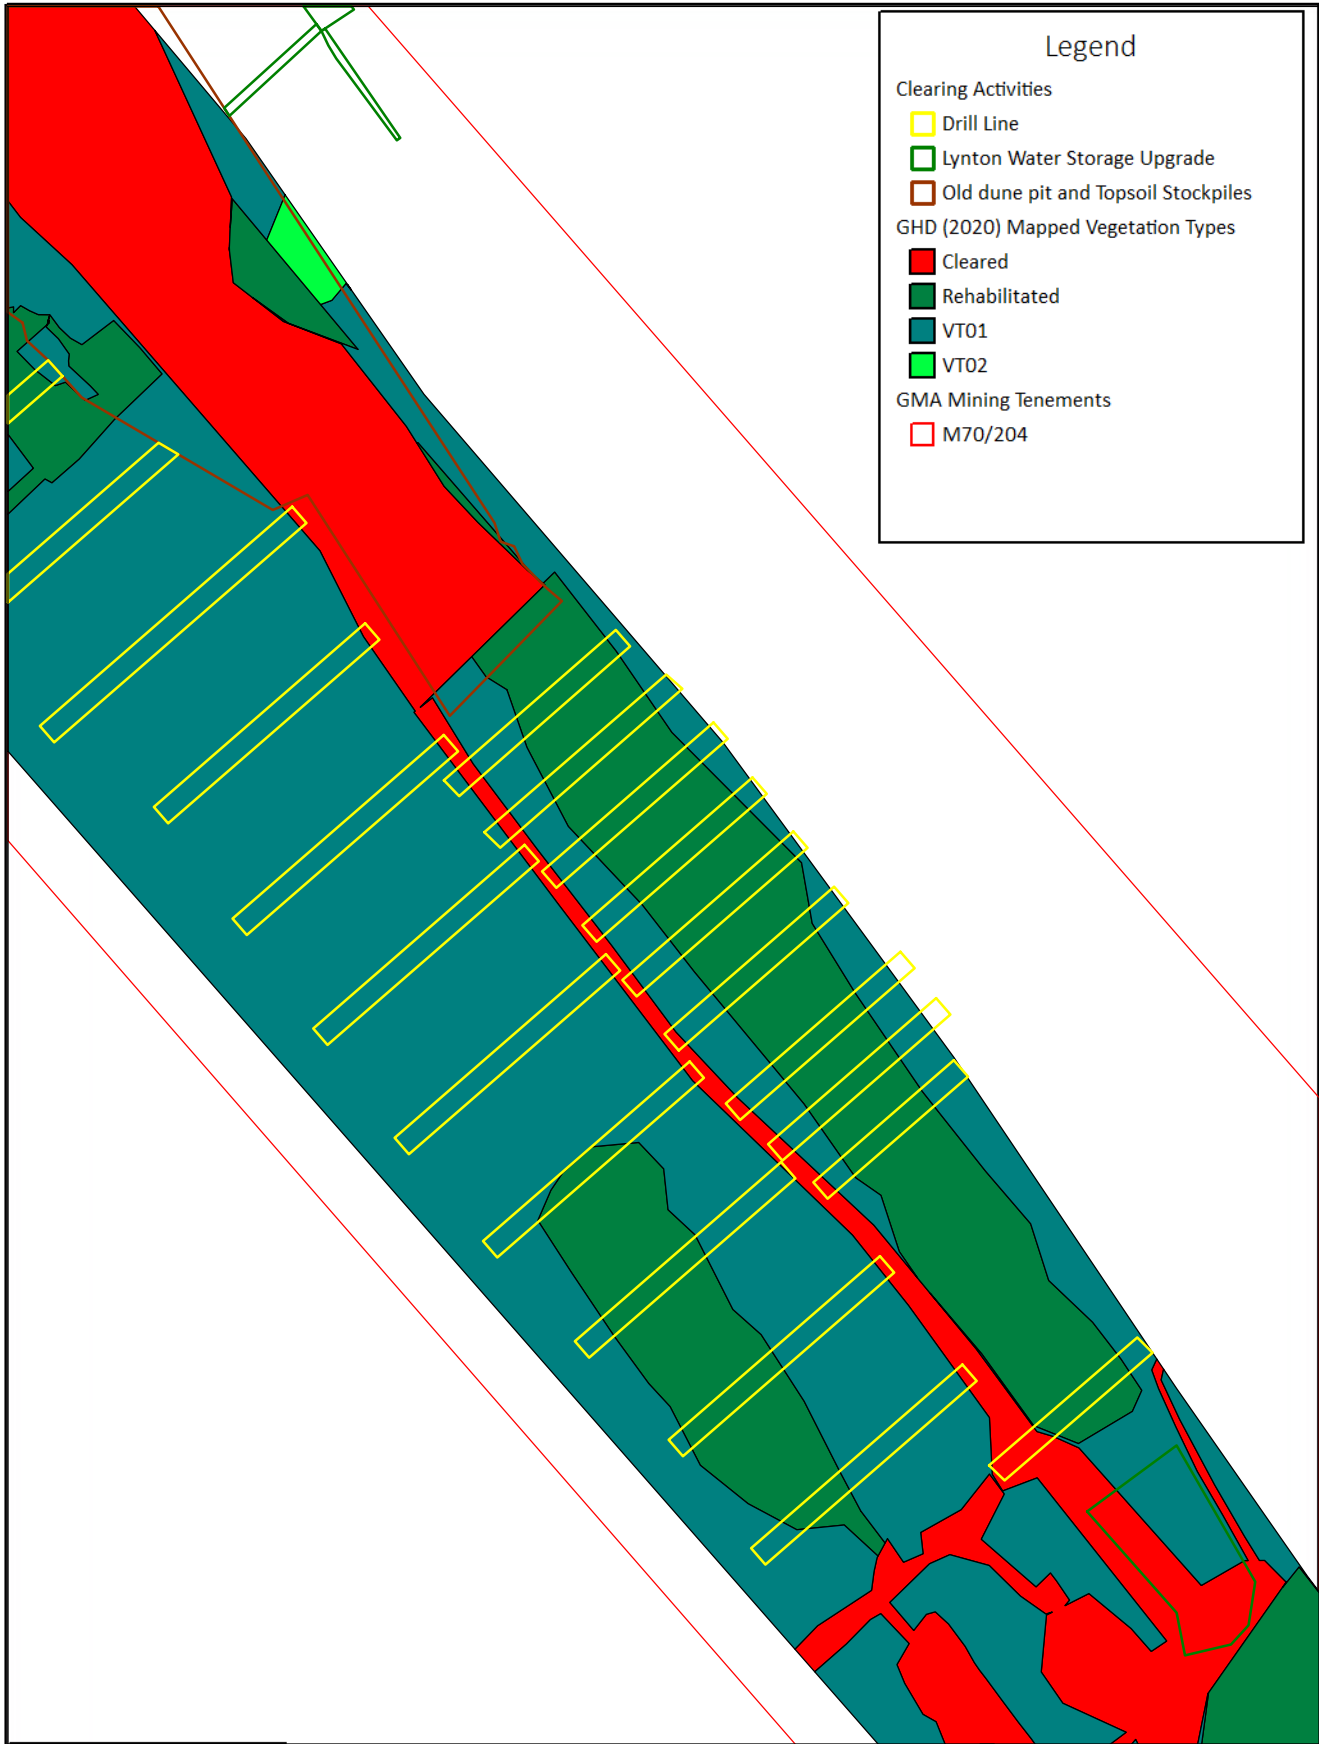 Legend
Clearing Activities
Drill Line
Lynton Water Storage Upgrade
Old dune pit and Topsoil Stockpiles
GHD (2020) Mapped Vegetation Types
Cleared
Rehabilitated
VT01
VT02
GMA Mining Tenements
M70/204